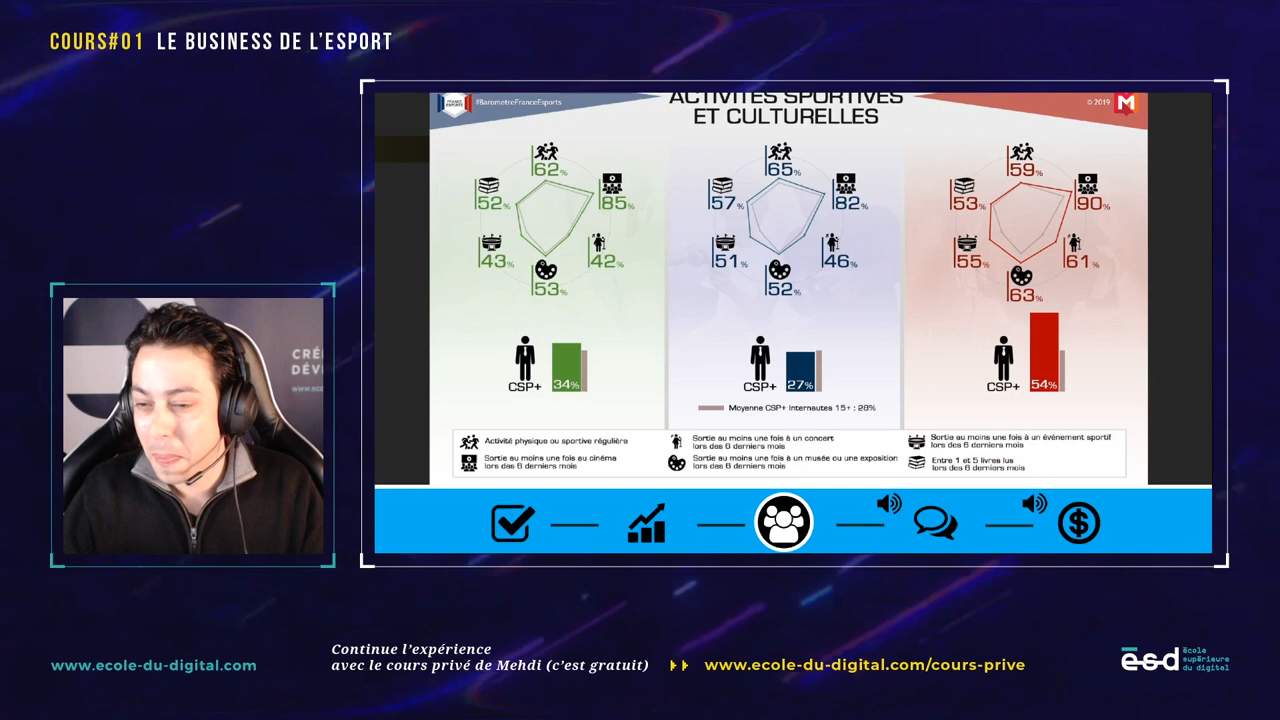 COURS#01 LE BUSINESS DE L'ESPORT
FRANCE ESPORTS
#BarometreFranceEsports
ACTIVITÉS SPORTIVES
ET CULTURELLES
© 2019
M
62%
52%
85%
43%
42%
53%
65%
57%
82%
51%
46%
52%
59%
53%
90%
55%
61%
63%
CSP+
34%
CSP+
27%
CSP+
54%
Moyenne CSP+ Internautes 15+ : 28%
Activité physique ou sportive régulière
Sortie au moins une fois au cinéma
lors des 6 derniers mois
Sortie au moins une fois à un concert
lors des 6 derniers mois
Sortie au moins une fois à un musée ou une exposition
lors des 6 derniers mois
Sortie au moins une fois à un événement sportif
lors des 6 derniers mois
Entre 1 et 5 livres lus
lors des 6 derniers mois
$
CRÉ
DÉV
www.eco
www.ecole-du-digital.com
Continue l'expérience
avec le cours privé de Mehdi (c'est gratuit)
www.ecole-du-digital.com/cours-prive
ēsd
école
supérieure
du digital